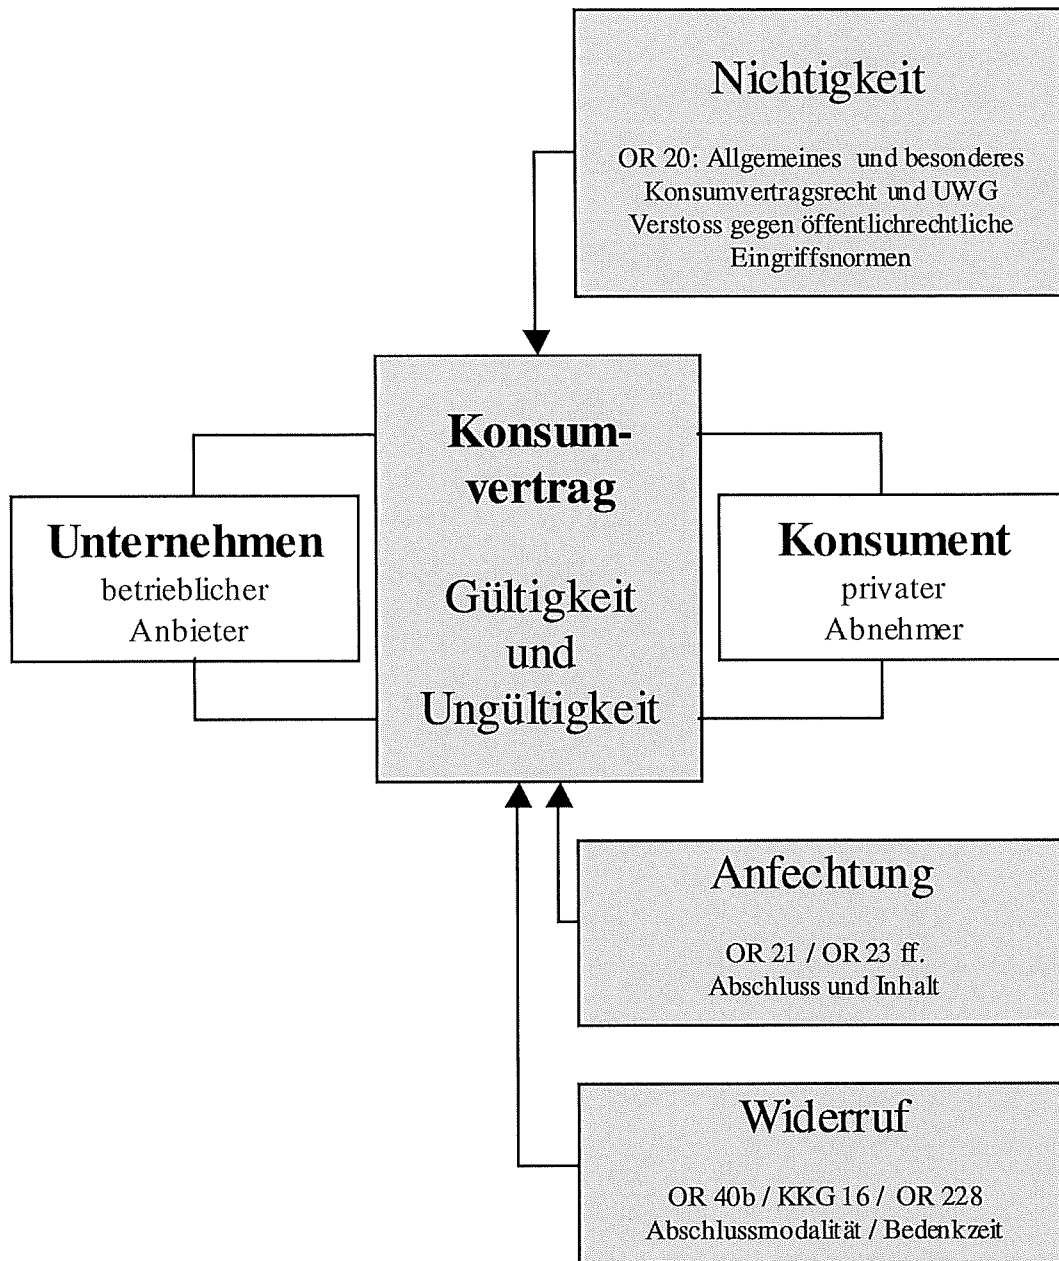 Nichtigkeit
OR 20: Allgemeines und besonderes
Konsumvertragsrecht und UWG
Verstoss gegen öffentlichrechtliche
Eingriffsnormen
Konsum-
vertrag
Gültigkeit
und
Ungültigkeit
Unternehmen
betrieblicher
Anbieter
Konsument
privater
Abnehmer
Anfechtung
OR 21 / OR 23 ff.
Abschluss und Inhalt
Widerruf
OR 40b / KKG 16 / OR 228
Abschlussmodalität / Bedenkzeit